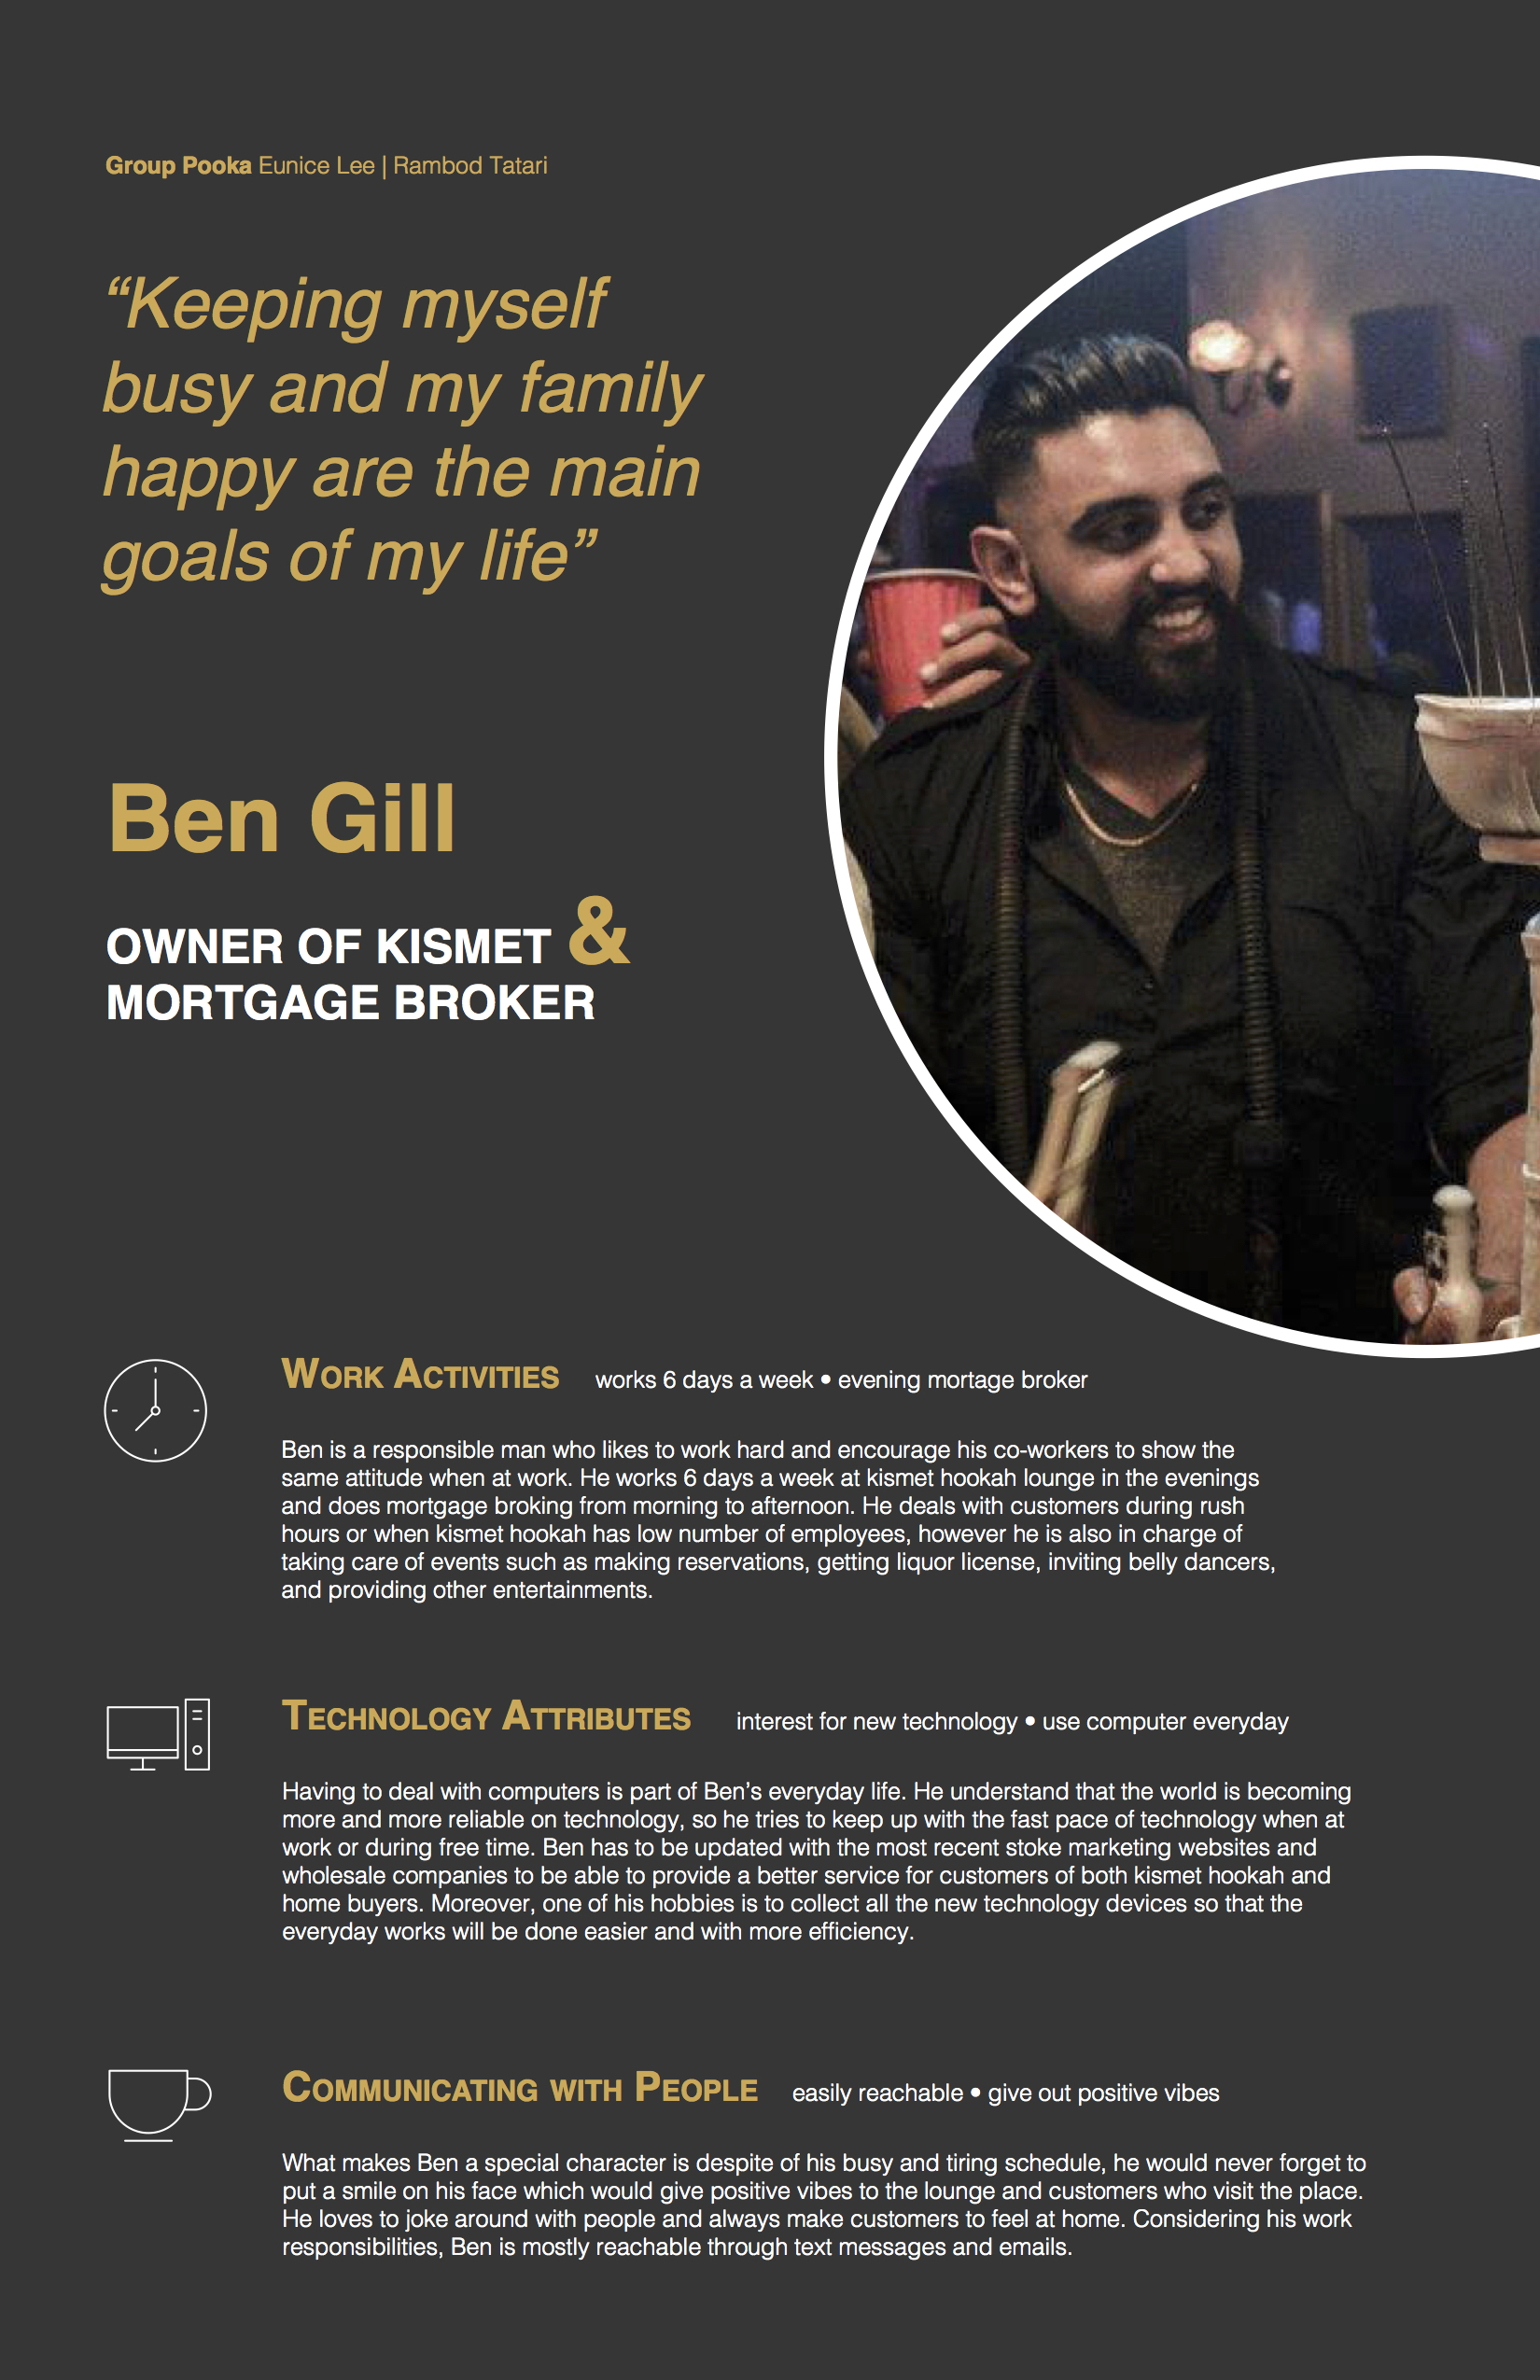 Group Pooka Eunice Lee | Rambod Tatari
“Keeping myself
busy and my family
happy are the main
goals of my life”
Ben Gill
OWNER OF KISMET &
MORTGAGE BROKER
WORK ACTIVITIES works 6 days a week • evening mortage broker
Ben is a responsible man who likes to work hard and encourage his co-workers to show the
same attitude when at work. He works 6 days a week at kismet hookah lounge in the evenings
and does mortgage broking from morning to afternoon. He deals with customers during rush
hours or when kismet hookah has low number of employees, however he is also in charge of
taking care of events such as making reservations, getting liquor license, inviting belly dancers,
and providing other entertainments.
TECHNOLOGY ATTRIBUTES interest for new technology • use computer everyday
Having to deal with computers is part of Ben’s everyday life. He understand that the world is becoming
more and more reliable on technology, so he tries to keep up with the fast pace of technology when at
work or during free time. Ben has to be updated with the most recent stoke marketing websites and
wholesale companies to be able to provide a better service for customers of both kismet hookah and
home buyers. Moreover, one of his hobbies is to collect all the new technology devices so that the
everyday works will be done easier and with more efficiency.
COMMUNICATING WITH PEOPLE easily reachable • give out positive vibes
What makes Ben a special character is despite of his busy and tiring schedule, he would never forget to
put a smile on his face which would give positive vibes to the lounge and customers who visit the place.
He loves to joke around with people and always make customers to feel at home. Considering his work
responsibilities, Ben is mostly reachable through text messages and emails.